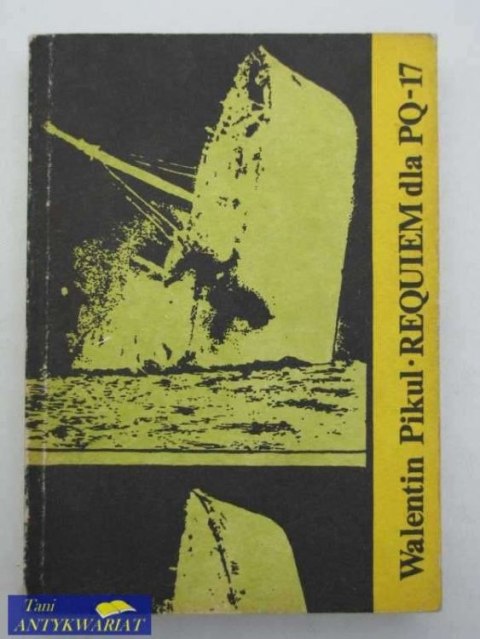 Walentin Pikul · REQUIEM dla PQ-17
Tani
ANTYKWARIAT